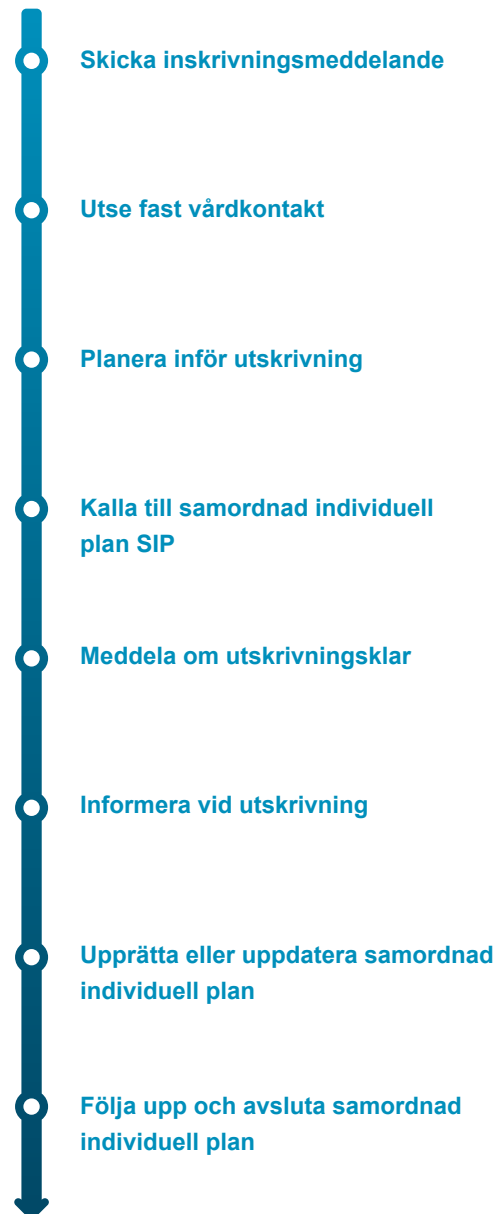 Skicka inskrivningsmeddelande
Utse fast vårdkontakt
Planera inför utskrivning
Kalla till samordnad individuell
plan SIP
Meddela om utskrivningsklar
Informera vid utskrivning
Upprätta eller uppdatera samordnad
individuell plan
Följa upp och avsluta samordnad
individuell plan